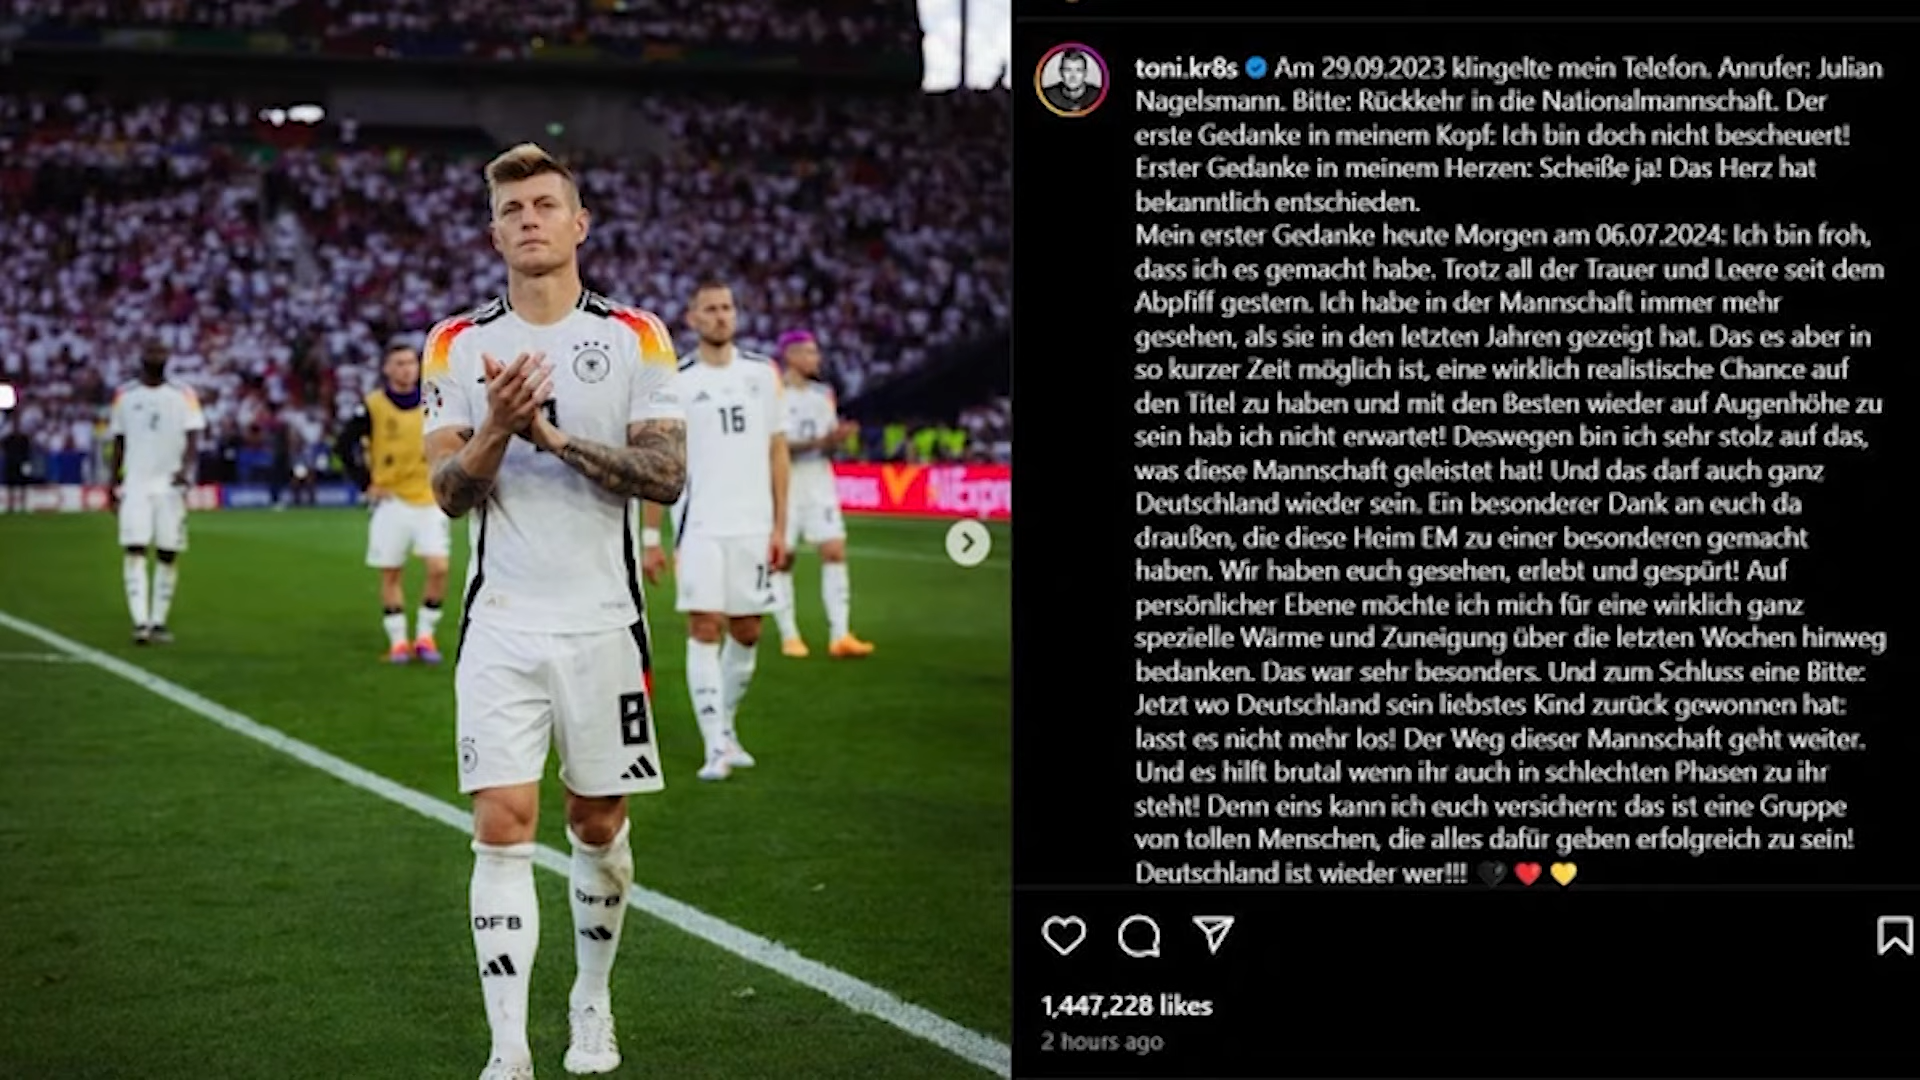 toni.kr8s Am 29.09.2023 klingelte mein Telefon. Anrufer: Julian
Nagelsmann. Bitte: Rückkehr in die Nationalmannschaft. Der
erste Gedanke in meinem Kopf: Ich bin doch nicht bescheuert!
Erster Gedanke in meinem Herzen: Scheiße ja! Das Herz hat
bekanntlich entschieden.
Mein erster Gedanke heute Morgen am 06.07.2024: Ich bin froh,
dass ich es gemacht habe. Trotz all der Trauer und Leere seit dem
Abpfiff gestern. Ich habe in der Mannschaft immer mehr
gesehen, als sie in den letzten Jahren gezeigt hat. Das es aber in
so kurzer Zeit möglich ist, eine wirklich realistische Chance auf
den Titel zu haben und mit den Besten wieder auf Augenhöhe zu
sein hab ich nicht erwartet! Deswegen bin ich sehr stolz auf das,
was diese Mannschaft geleistet hat! Und das darf auch ganz
Deutschland wieder sein. Ein besonderer Dank an euch da
draußen, die diese Heim EM zu einer besonderen gemacht
haben. Wir haben euch gesehen, erlebt und gespürt! Auf
persönlicher Ebene möchte ich mich für eine wirklich ganz
spezielle Wärme und Zuneigung über die letzten Wochen hinweg
bedanken. Das war sehr besonders. Und zum Schluss eine Bitte:
Jetzt wo Deutschland sein liebstes Kind zurück gewonnen hat:
lasst es nicht mehr los! Der Weg dieser Mannschaft geht weiter.
Und es hilft brutal wenn ihr auch in schlechten Phasen zu ihr
steht! Denn eins kann ich euch versichern: das ist eine Gruppe
von tollen Menschen, die alles dafür geben erfolgreich zu sein!
Deutschland ist wieder wer!!! 🖤 ❤️ 💛
1,447,228 likes
2 hours ago
16
8
DFB
DFB